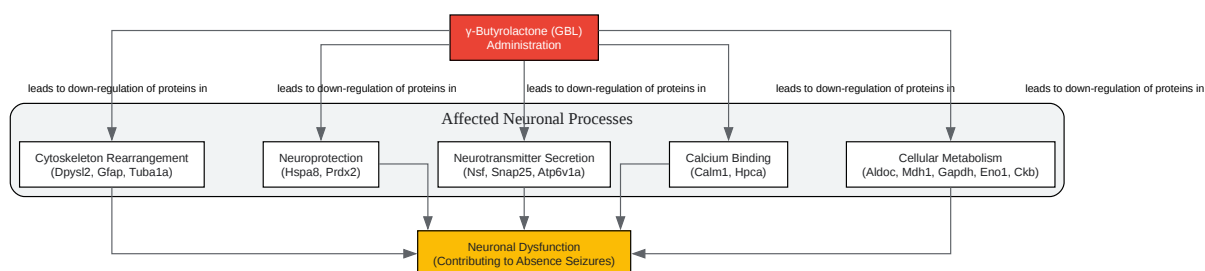 γ-Butyrolactone (GBL)
Administration
leads to down-regulation of proteins in
leads to down-regulation of proteins in
leads to down-regulation of proteins in
leads to down-regulation of proteins in
leads to down-regulation of proteins in
Affected Neuronal Processes
Cytoskeleton Rearrangement
(Dpysl2, Gfap, Tuba1a)
Neuroprotection
(Hspa8, Prdx2)
Neurotransmitter Secretion
(Nsf, Snap25, Atp6v1a)
Calcium Binding
(Calm1, Hpca)
Cellular Metabolism
(Aldoc, Mdh1, Gapdh, Eno1, Ckb)
Neuronal Dysfunction
(Contributing to Absence Seizures)